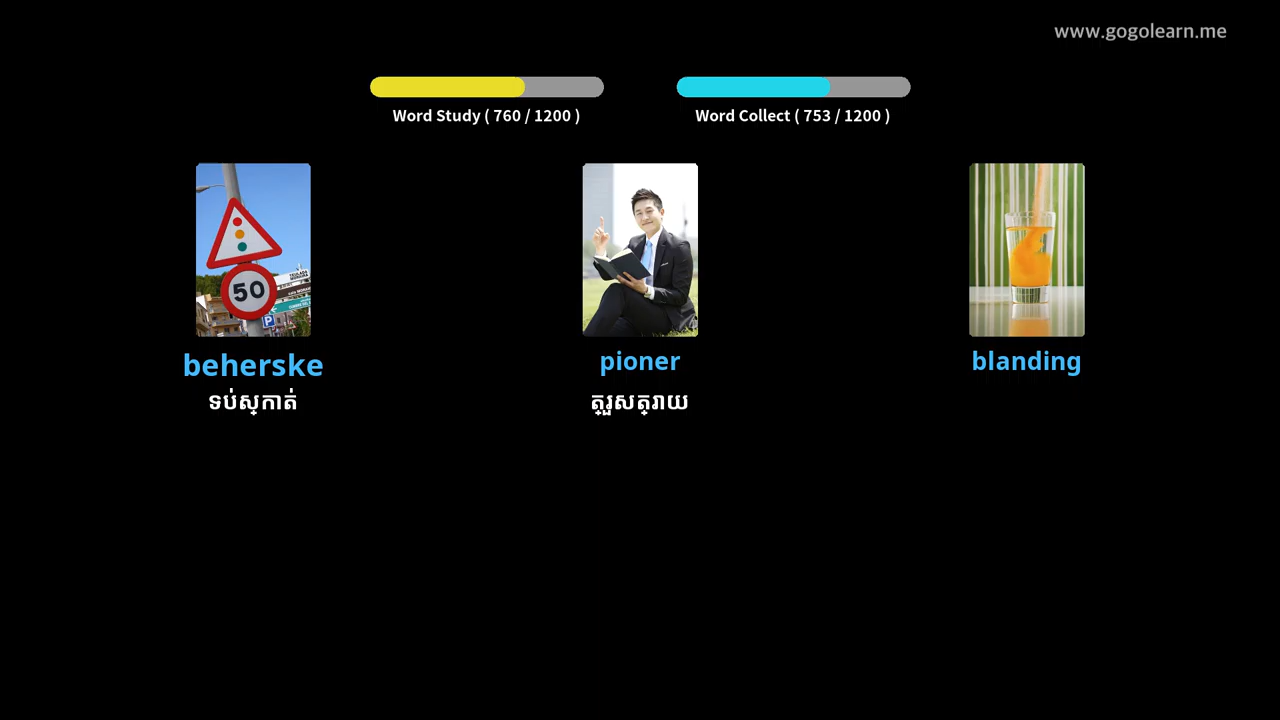 www.gogolearn.me
Word Study ( 760 / 1200 )
Word Collect ( 753 / 1200 )
50
P
beherske
pioner
blanding
ទប់ស្កាត់
ត្រួសត្រាយ